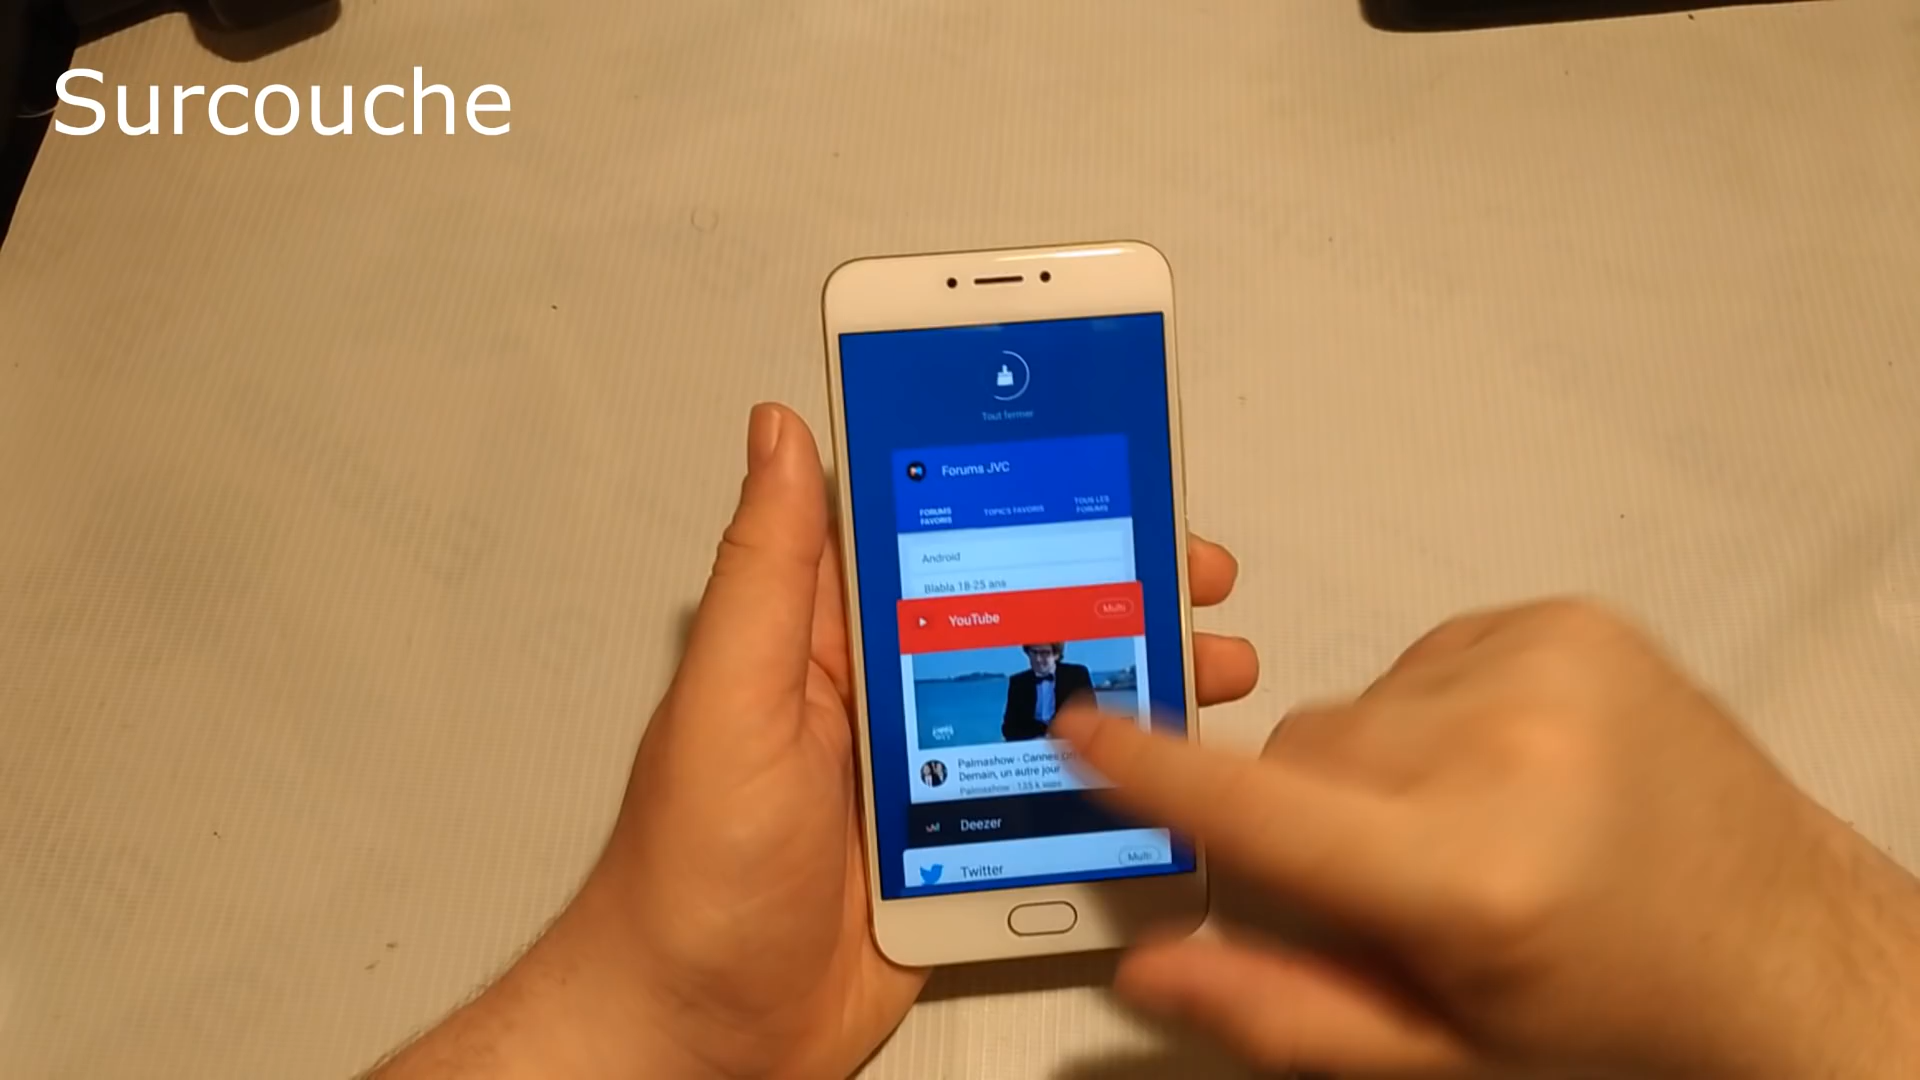 Surcouche
Tout fermer
Forums JVC
FORUMS
FAVORIS
TOPICS FAVORIS
TOUS LES
FORUMS
Android
Blabla 18-25 ans
YouTube
Multi
Palmashow - Cannes
Demain, un autre jour
Palmashow
Deezer
Twitter
Multi